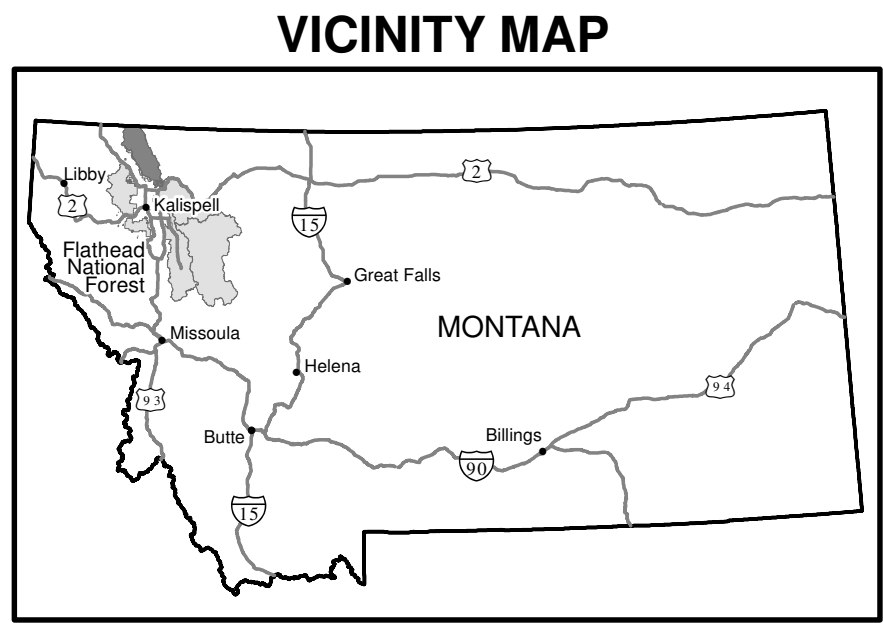 VICINITY MAP
2
Libby
2
Kalispell
15
Flathead
National
Forest
Great Falls
MONTANA
Missoula
Helena
94
93
Butte
Billings
90
15